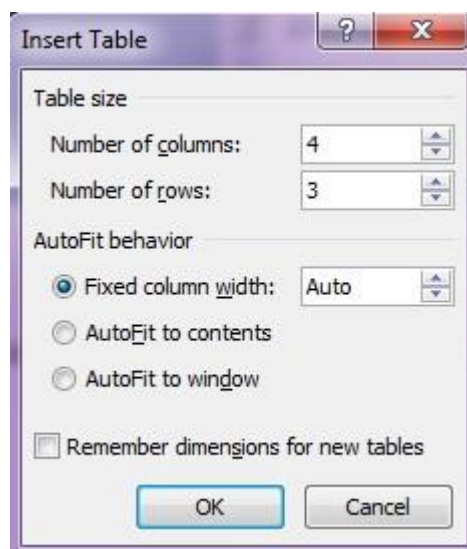 Insert Table
?
X
Table size
Number of columns: 4
Number of rows: 3
AutoFit behavior
Fixed column width: Auto
AutoFit to contents
AutoFit to window
Remember dimensions for new tables
OK Cancel